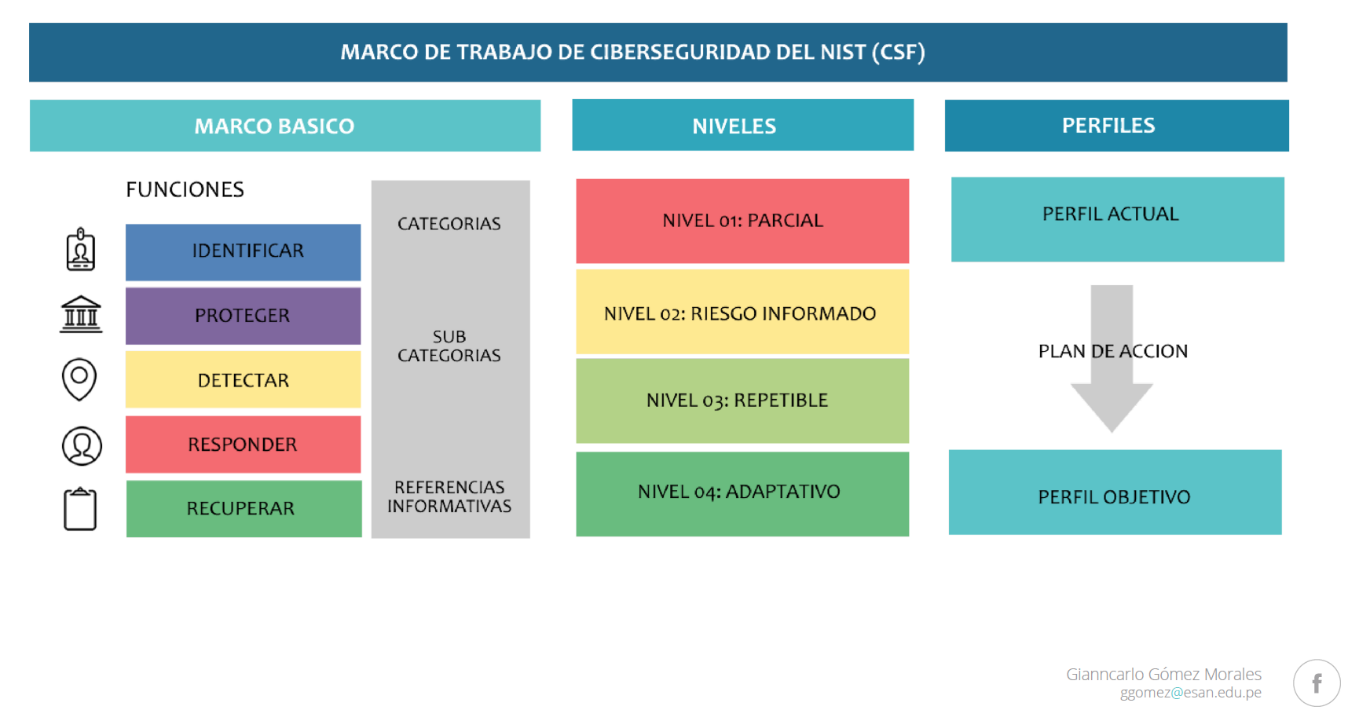 MARCO DE TRABAJO DE CIBERSEGURIDAD DEL NIST (CSF)
MARCO BASICO
FUNCIONES
IDENTIFICAR
PROTEGER
DETECTAR
RESPONDER
RECUPERAR
CATEGORIAS
SUB
CATEGORIAS
REFERENCIAS
INFORMATIVAS
NIVELES
NIVEL 01: PARCIAL
NIVEL 02: RIESGO INFORMADO
NIVEL 03: REPETIBLE
NIVEL 04: ADAPTATIVO
PERFILES
PERFIL ACTUAL
PLAN DE ACCION
PERFIL OBJETIVO
Gianncarlo Gómez Morales
ggomez@esan.edu.pe
f